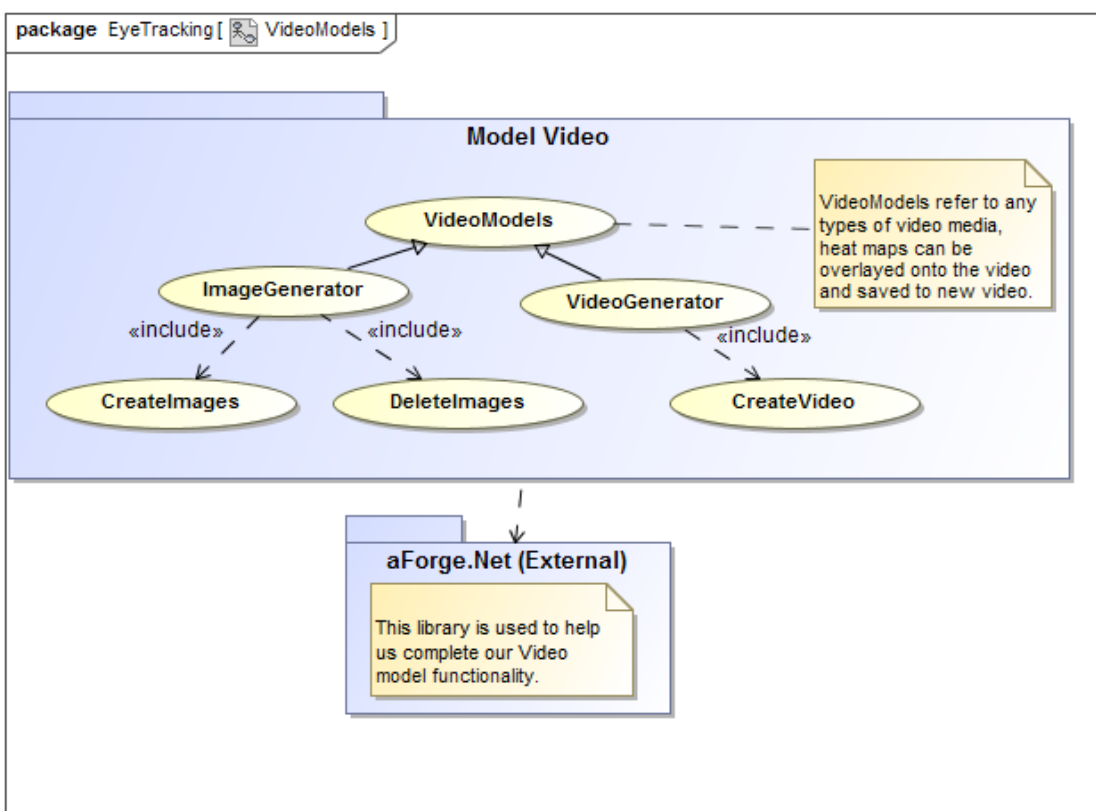 package EyeTracking[ VideoModels ]
Model Video
VideoModels
VideoModels refer to any
types of video media,
heat maps can be
overlayed onto the video
and saved to new video.
ImageGenerator
VideoGenerator
«include»
«include»
«include»
CreateImages
DeleteImages
CreateVideo
aForge.Net (External)
This library is used to help
us complete our Video
model functionality.